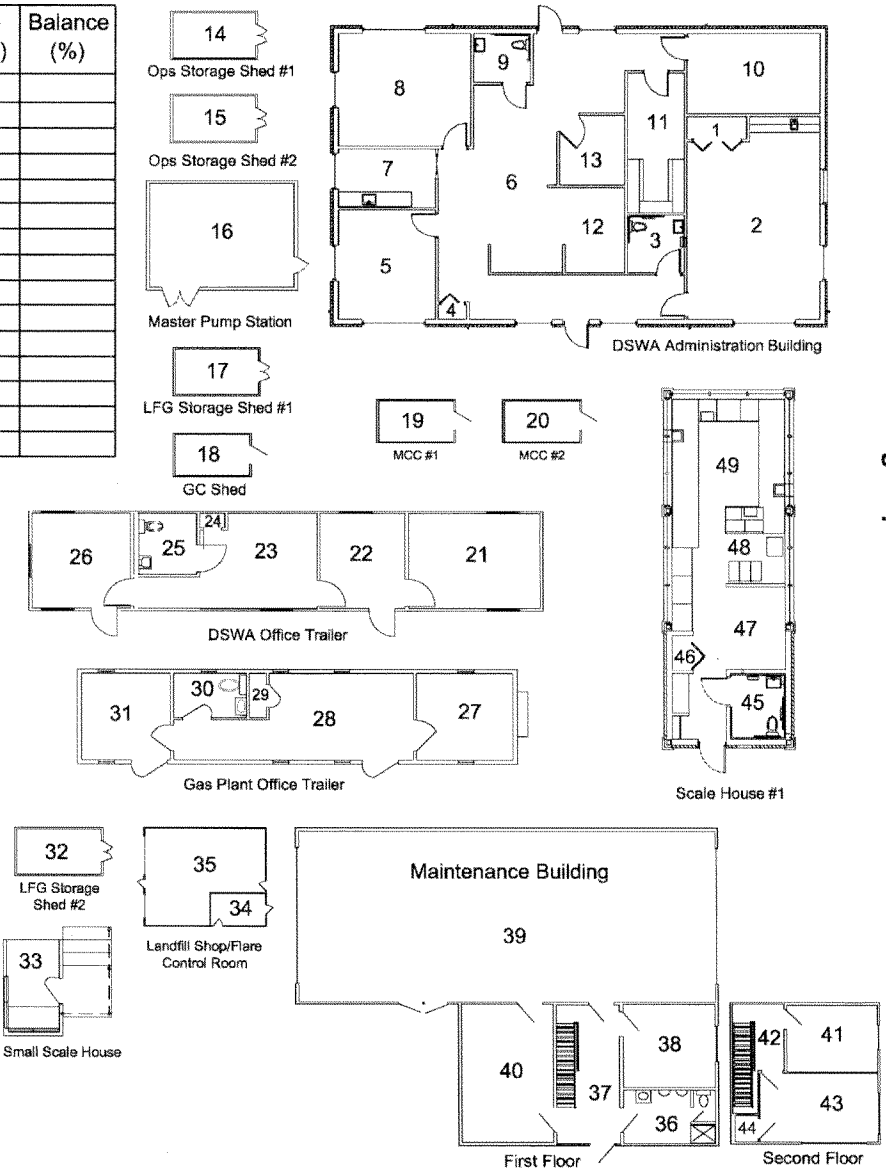 Balance
)
(%)
14
Ops Storage Shed #1
15
Ops Storage Shed #2
16
Master Pump Station
17
LFG Storage Shed #1
18
GC Shed
8
9
10
7
6
13
11
1
5
12
3
2
4
DSWA Administration Building
19
MCC #1
20
MCC #2
26
25
24
23
22
21
DSWA Office Trailer
31
30
29
28
27
Gas Plant Office Trailer
49
48
47
46
45
Scale House #1
32
LFG Storage
Shed #2
33
Small Scale House
35
34
Landfill Shop/Flare
Control Room
Maintenance Building
39
40
37
38
36
First Floor
42
41
43
44
Second Floor